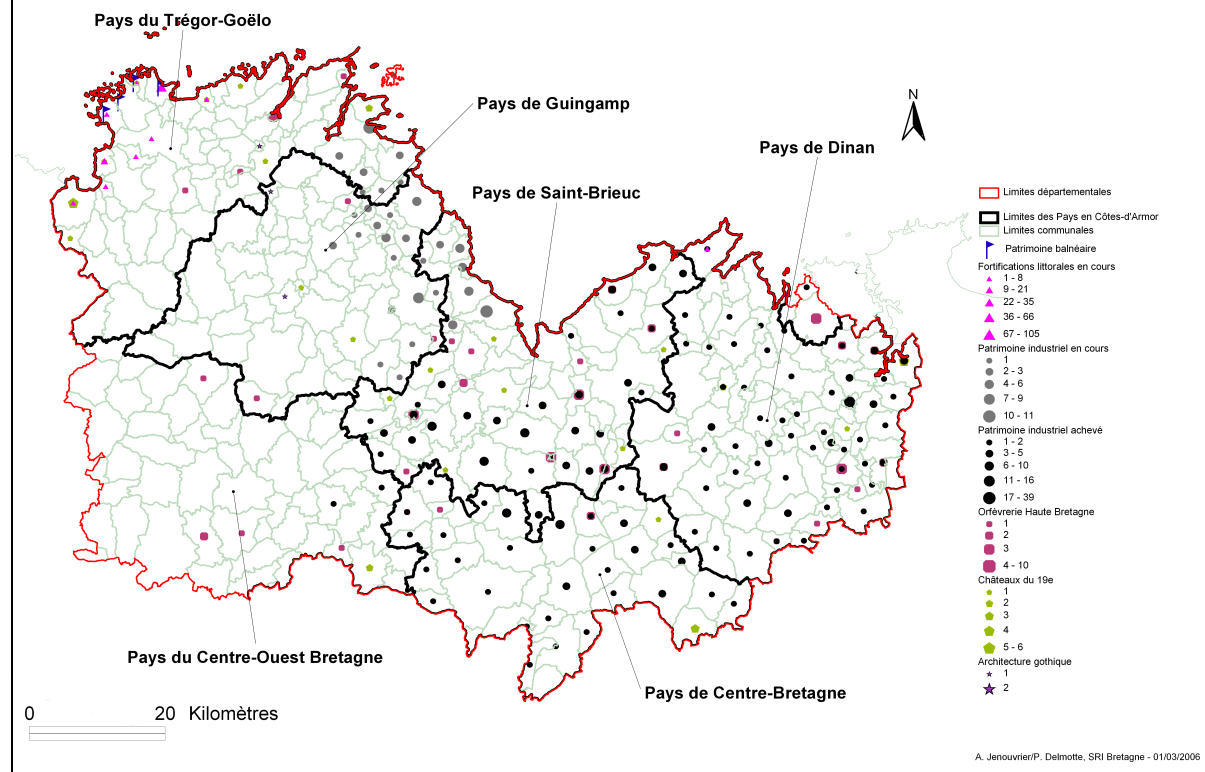 Pays du Trégor-Goëlo
Pays de Guingamp
N
Pays de Dinan
Pays de Saint-Brieuc
Pays du Centre-Ouest Bretagne
Pays de Centre-Bretagne
0 20 Kilomètres
Limites départementales
Limites des Pays en Côtes-d'Armor
Limites communales
Patrimoine balnéaire
Fortifications littorales en cours
1 - 8
9 - 21
22 - 35
36 - 66
67 - 105
Patrimoine industriel en cours
1
2 - 3
4 - 6
7 - 9
10 - 11
Patrimoine industriel achevé
1 - 2
3 - 5
6 - 10
11 - 16
17 - 39
Orfèvrerie Haute Bretagne
1
2
3
4 - 10
Châteaux du 19e
1
2
3
4
5 - 6
Architecture gothique
1
2
A. Jenouvrier/P. Delmotte, SRI Bretagne - 01/03/2006